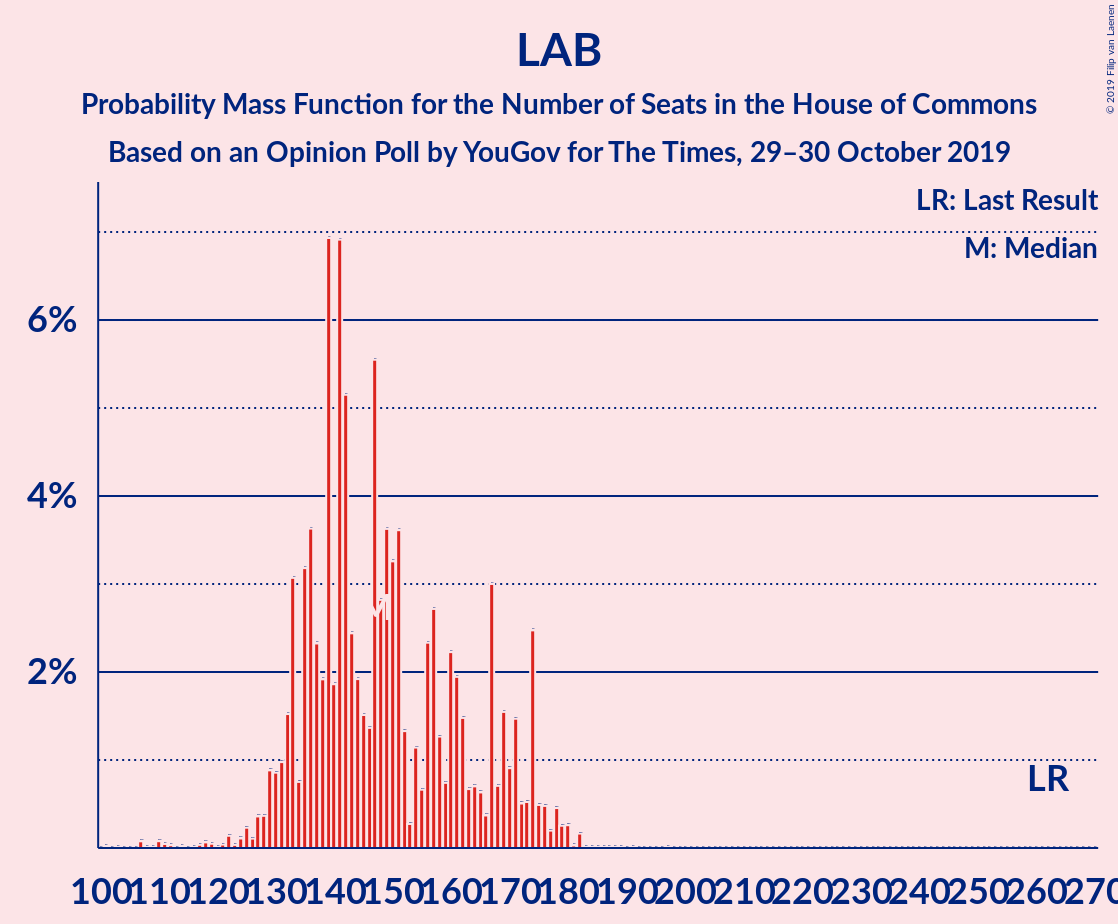 LAB
Probability Mass Function for the Number of Seats in the House of Commons
Based on an Opinion Poll by YouGov for The Times, 29–30 October 2019
© 2019 Filip van Laenen
LR: Last Result
M: Median
6%
4%
2%
M
LR
100 110 120 130 140 150 160 170 180 190 200 210 220 230 240 250 260 270